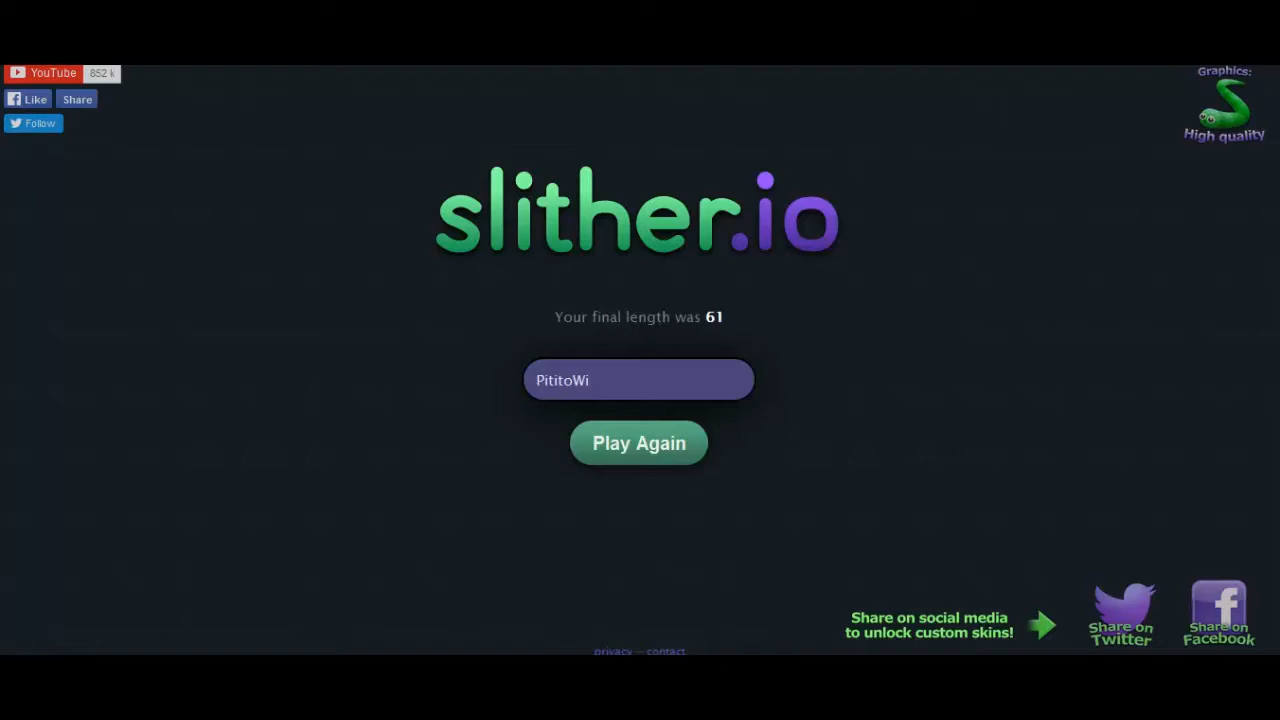 YouTube 852 k
Like Share
Follow
Graphics:
High quality
slither.io
Your final length was 61
PititoWi
Play Again
Share on social media
to unlock custom skins!
Share on
Twitter
Share on
Facebook
privacy – contact